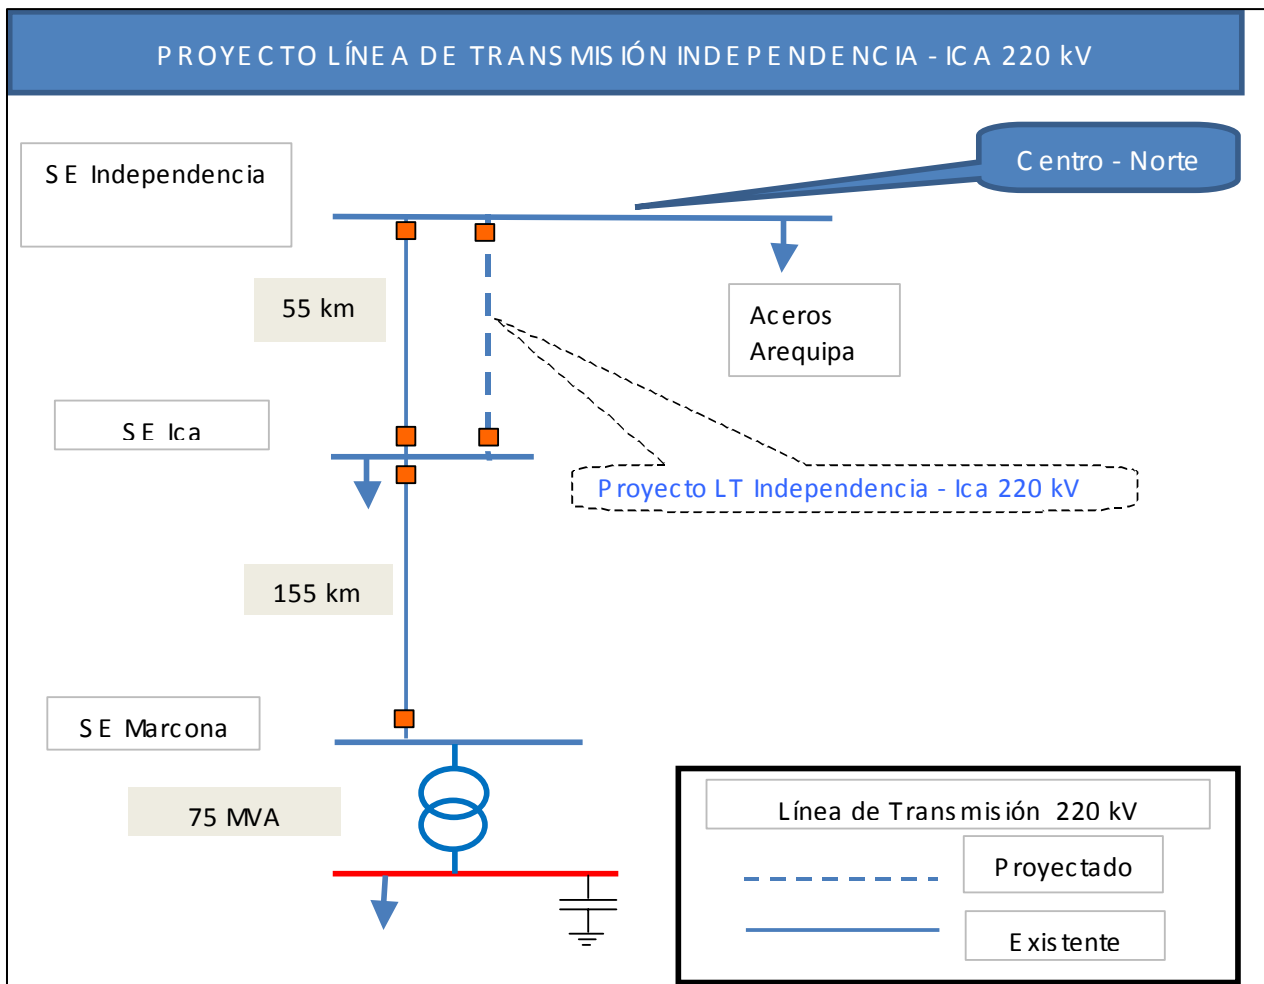 PROYECTO LÍNEA DE TRANSMISIÓN INDEPENDENCIA - ICA 220 kV
Centro - Norte
SE Independencia
55 km
Aceros
Arequipa
SE Ica
Proyecto LT Independencia - Ica 220 kV
155 km
SE Marcona
75 MVA
Línea de Transmisión 220 kV
Proyectado
Existente